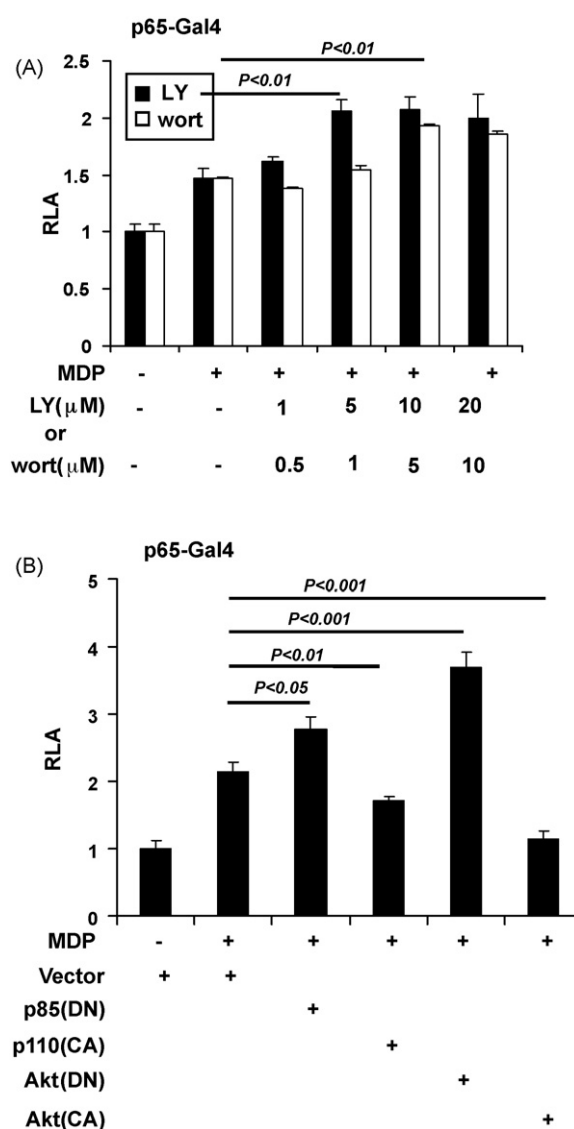 p65-Gal4
(A)
P<0.01
P<0.01
LY
wort
RLA
2.5
2
1.5
1
0.5
0
MDP - + + + + +
LY(μM) - - 1 5 10 20
or
wort(μM) - - 0.5 1 5 10
p65-Gal4
(B)
P<0.001
P<0.001
P<0.01
P<0.05
RLA
5
4
3
2
1
0
MDP - + + + + +
Vector + +
p85(DN) +
p110(CA) +
Akt(DN) +
Akt(CA) +